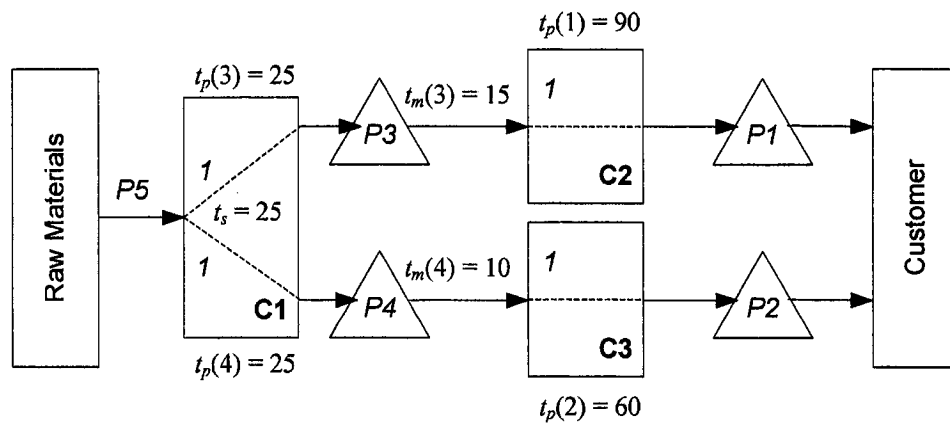 t_p(1) = 90
t_p(3) = 25
t_m(3) = 15
1
P3
P1
C2
1
P5
t_s = 25
Raw Materials
Customer
1
t_m(4) = 10
1
C1
P4
P2
C3
t_p(4) = 25
t_p(2) = 60